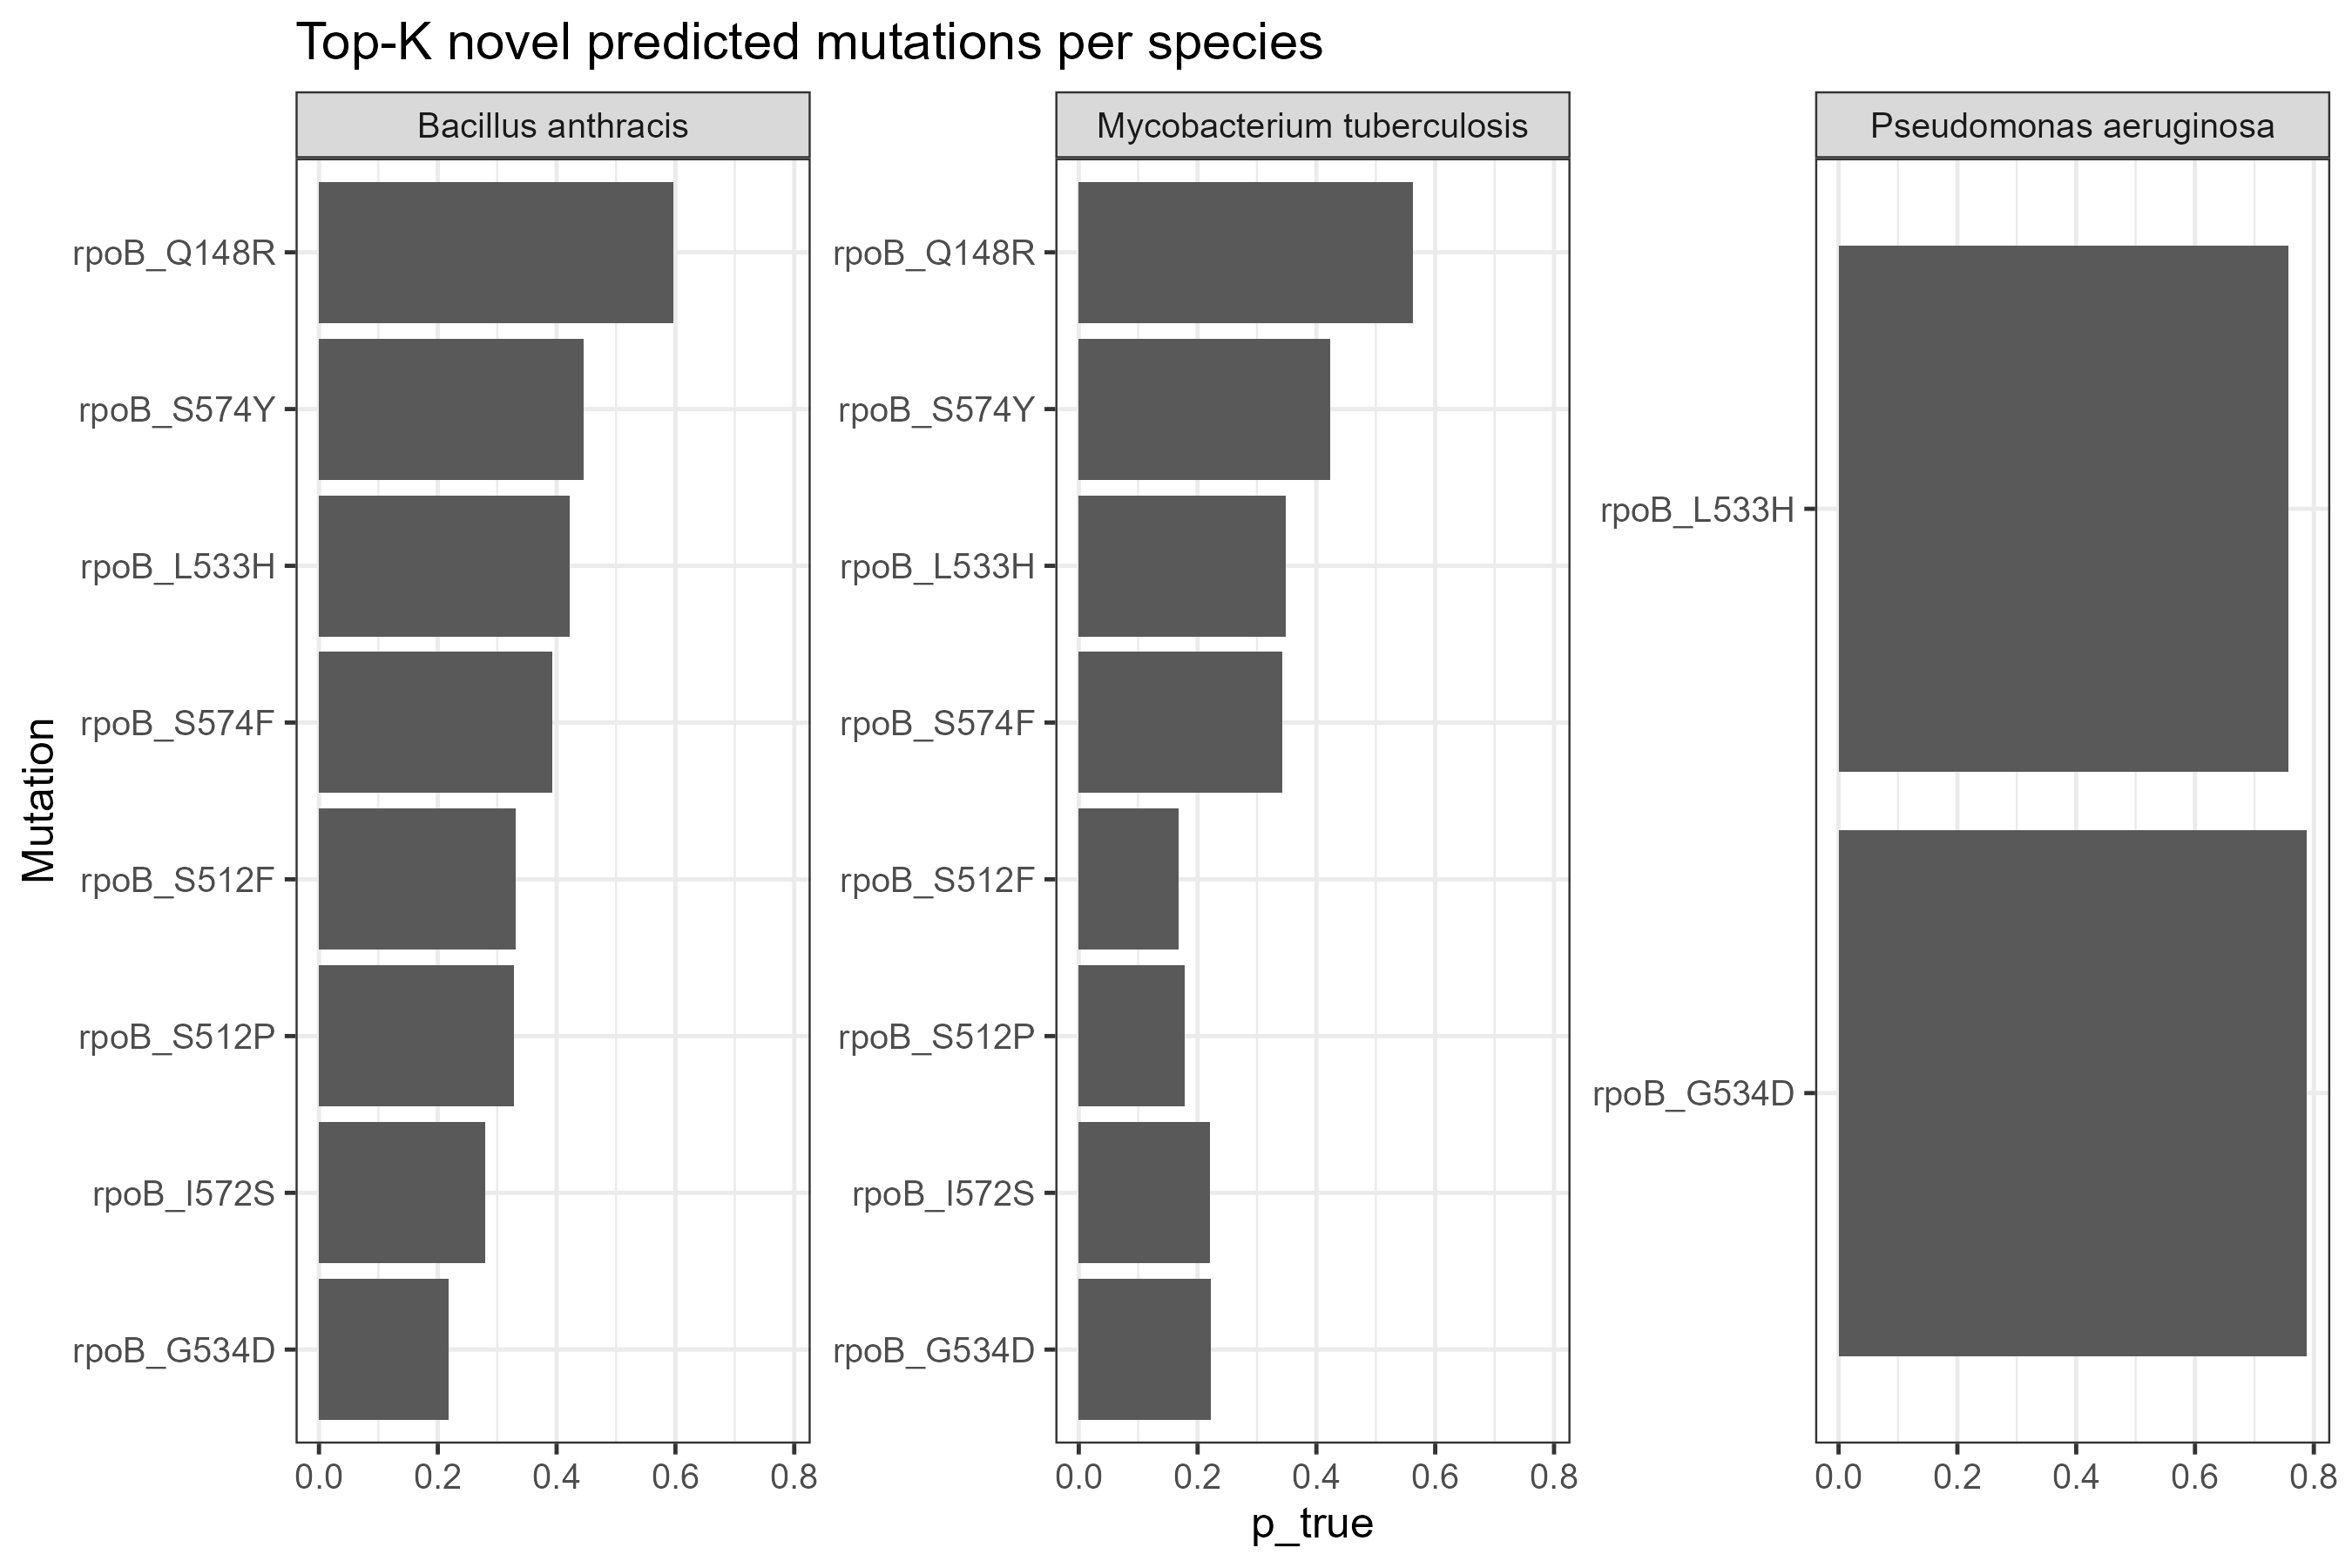 Top-K novel predicted mutations per species
Bacillus anthracis
Mycobacterium tuberculosis
Pseudomonas aeruginosa
Mutation
rpoB_Q148R
rpoB_S574Y
rpoB_L533H
rpoB_S574F
rpoB_S512F
rpoB_S512P
rpoB_I572S
rpoB_G534D
0.0 0.2 0.4 0.6 0.8
rpoB_Q148R
rpoB_S574Y
rpoB_L533H
rpoB_S574F
rpoB_S512F
rpoB_S512P
rpoB_I572S
rpoB_G534D
0.0 0.2 0.4 0.6 0.8
rpoB_L533H
rpoB_G534D
0.0 0.2 0.4 0.6 0.8
p_true